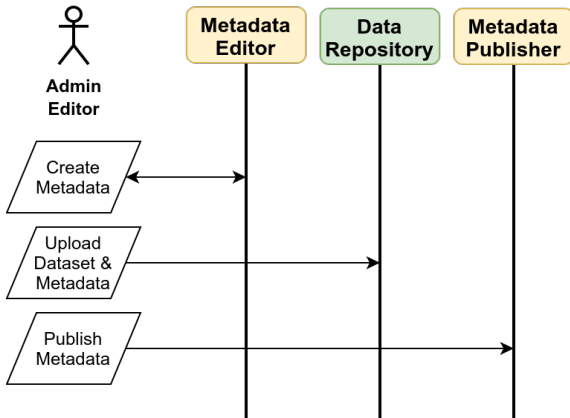 Admin
Editor
Metadata
Editor
Data
Repository
Metadata
Publisher
Create
Metadata
Upload
Dataset &
Metadata
Publish
Metadata